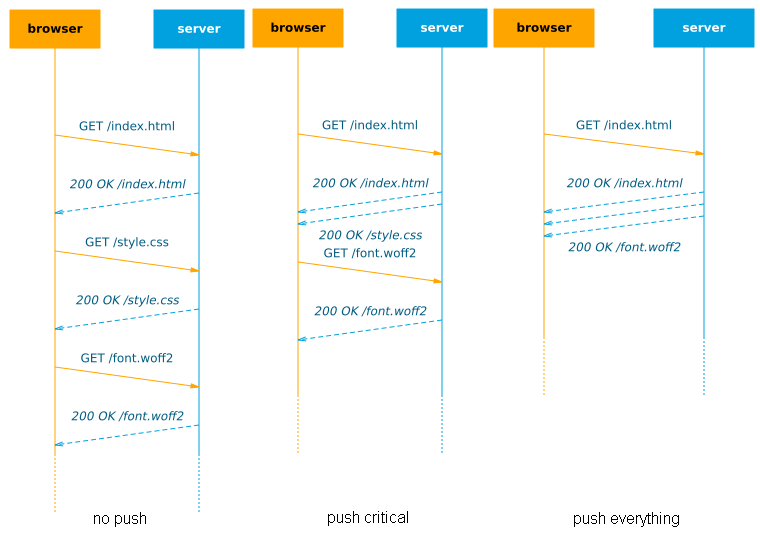 browser
server
GET /index.html
200 OK /index.html
GET /style.css
200 OK /style.css
GET /font.woff2
200 OK /font.woff2
no push
browser
server
GET /index.html
200 OK /index.html
200 OK /style.css
GET /font.woff2
200 OK /font.woff2
push critical
browser
server
GET /index.html
200 OK /index.html
200 OK /font.woff2
push everything